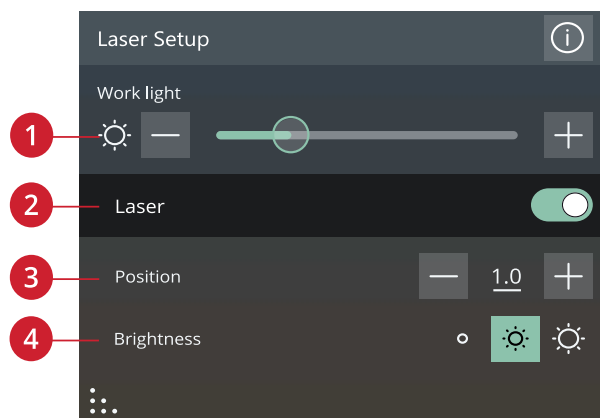 Laser Setup
Work light
1
2 Laser
3 Position 1.0
4 Brightness